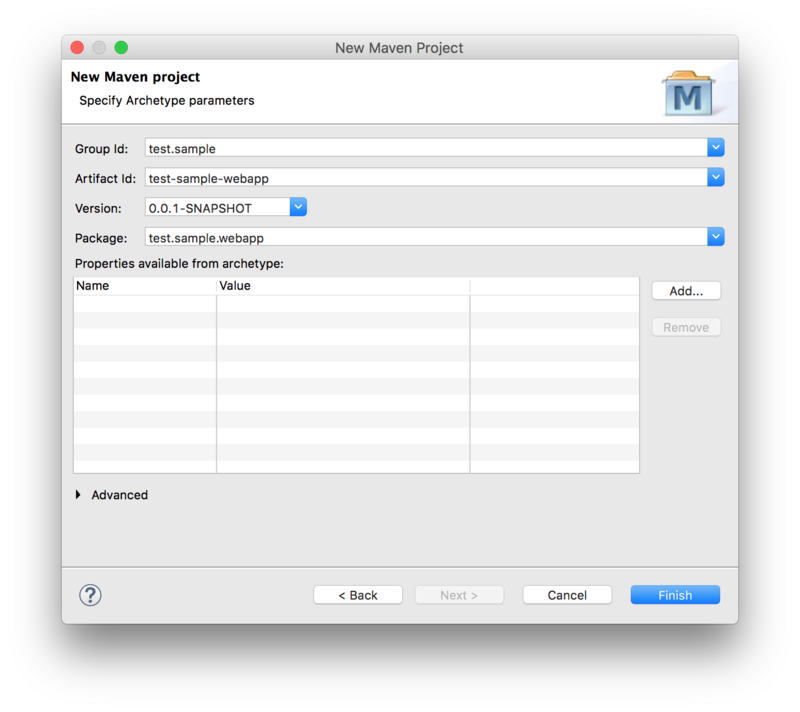 New Maven Project
New Maven project
Specify Archetype parameters
M
Group Id: test.sample
Artifact Id: test-sample-webapp
Version: 0.0.1-SNAPSHOT
Package: test.sample.webapp
Properties available from archetype:
Name Value
Add...
Remove
Advanced
? < Back Next > Cancel Finish